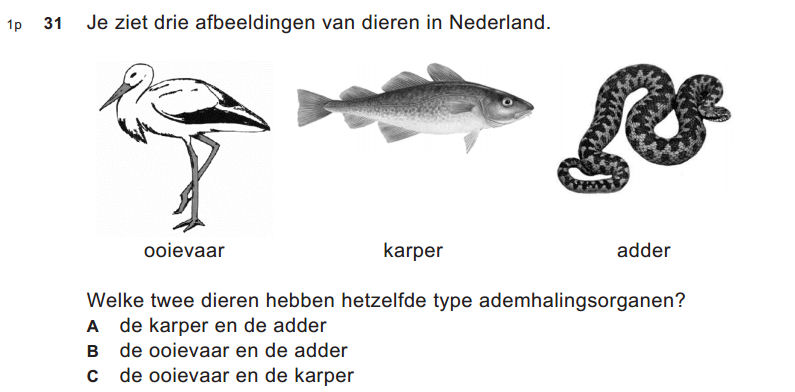 1p 31 Je ziet drie afbeeldingen van dieren in Nederland.
ooievaar karper adder
Welke twee dieren hebben hetzelfde type ademhalingsorganen?
A de karper en de adder
B de ooievaar en de adder
C de ooievaar en de karper